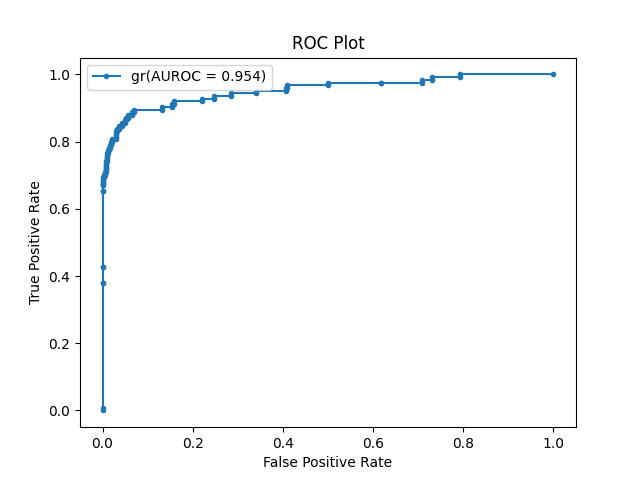 ROC Plot
gr(AUROC = 0.954)
True Positive Rate
1.0
0.8
0.6
0.4
0.2
0.0
0.0 0.2 0.4 0.6 0.8 1.0
False Positive Rate